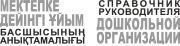 МЕКТЕПКЕ
ДЕЙІНГІ ҰЙЫМ
БАСШЫСЫНЫҢ
АНЫҚТАМАЛЫҒЫ
СПРАВОЧНИК
РУКОВОДИТЕЛЯ
ДОШКОЛЬНОЙ
ОРГАНИЗАЦИИ